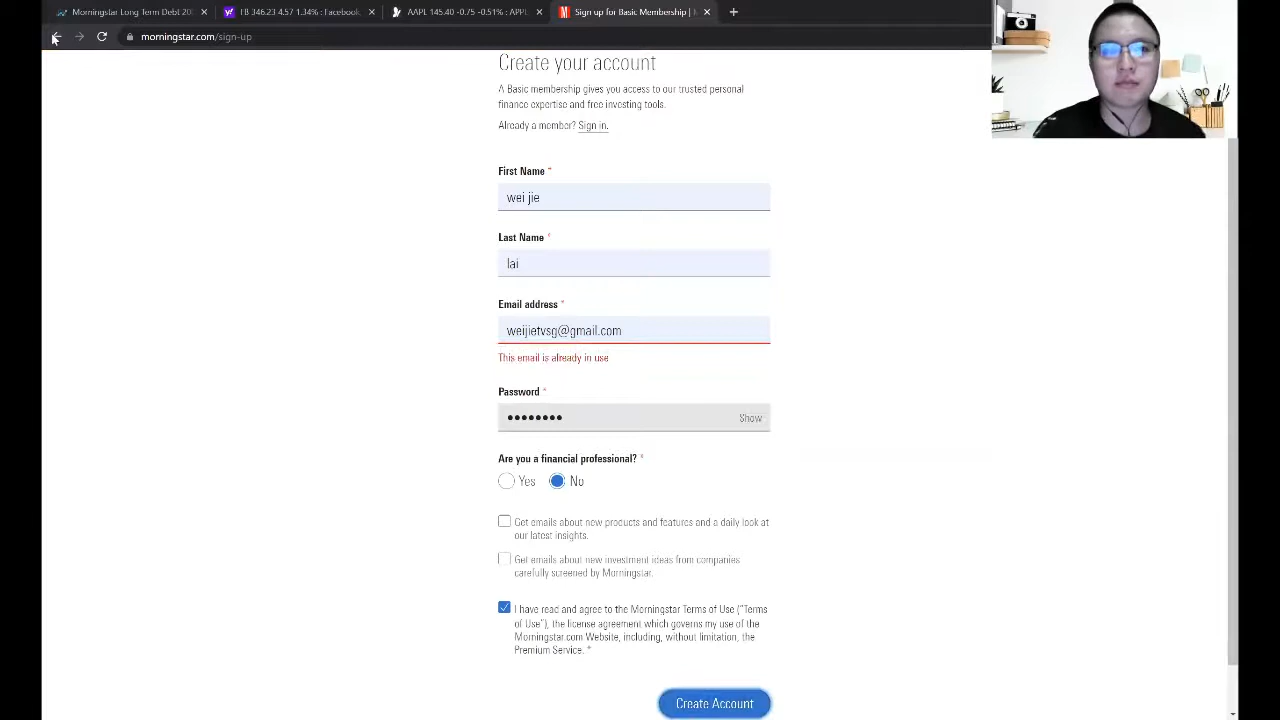 Morningstar Long Term Debt 20
FB 346.23 4.57 1.34% : Facebook,
AAPL 145.40 -0.75 -0.51% : APPL
Sign up for Basic Membership | M
morningstar.com/sign-up
Create your account
A Basic membership gives you access to our trusted personal
finance expertise and free investing tools.
Already a member? Sign in.
First Name *
wei jie
Last Name *
lai
Email address *
weijietvsg@gmail.com
This email is already in use
Password *
••••••••
Show
Are you a financial professional? *
Yes
No
Get emails about new products and features and a daily look at
our latest insights.
Get emails about new investment ideas from companies
carefully screened by Morningstar.
I have read and agree to the Morningstar Terms of Use ("Terms
of Use"), the license agreement which governs my use of the
Morningstar.com Website, including, without limitation, the
Premium Service. *
Create Account